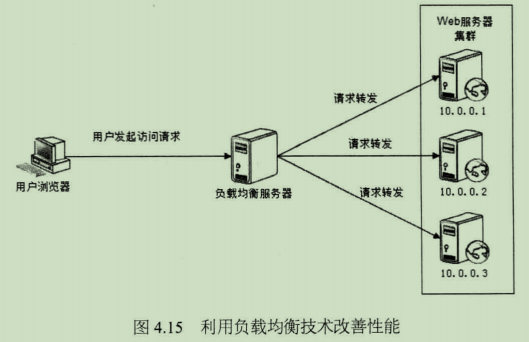 Web服务器
集群
请求转发
10.0.0.1
用户发起访问请求
请求转发
用户浏览器
负载均衡服务器
10.0.0.2
请求转发
10.0.0.3
图 4.15 利用负载均衡技术改善性能